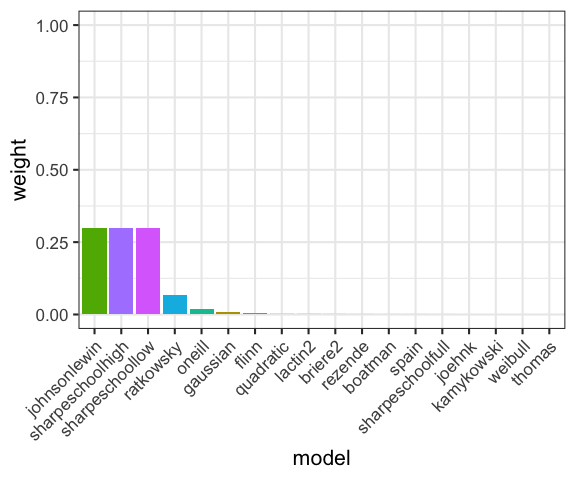 1.00
0.75
0.50
0.25
0.00
weight
johnsonlewin
sharpeschoolhigh
sharpeschoollow
ratkowsky
oneill
gaussian
flinn
quadratic
lactin2
briere2
rezende
boatman
spain
sharpeschoolfull
joehnk
kamykowski
weibull
thomas
model